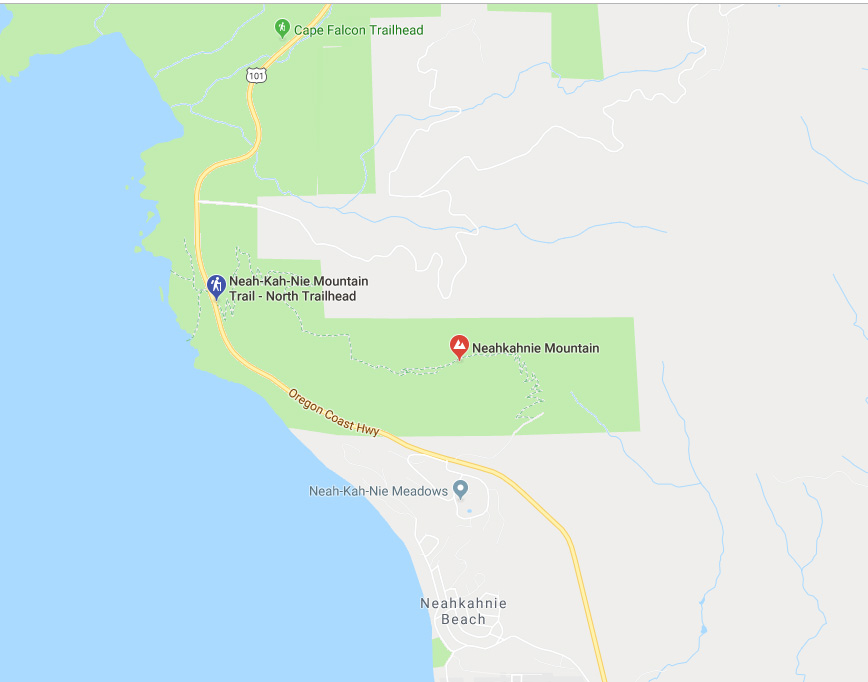 Cape Falcon Trailhead
101
Neah-Kah-Nie Mountain
Trail - North Trailhead
Neahkahnie Mountain
Oregon Coast Hwy
Neah-Kah-Nie Meadows
Neahkahnie
Beach